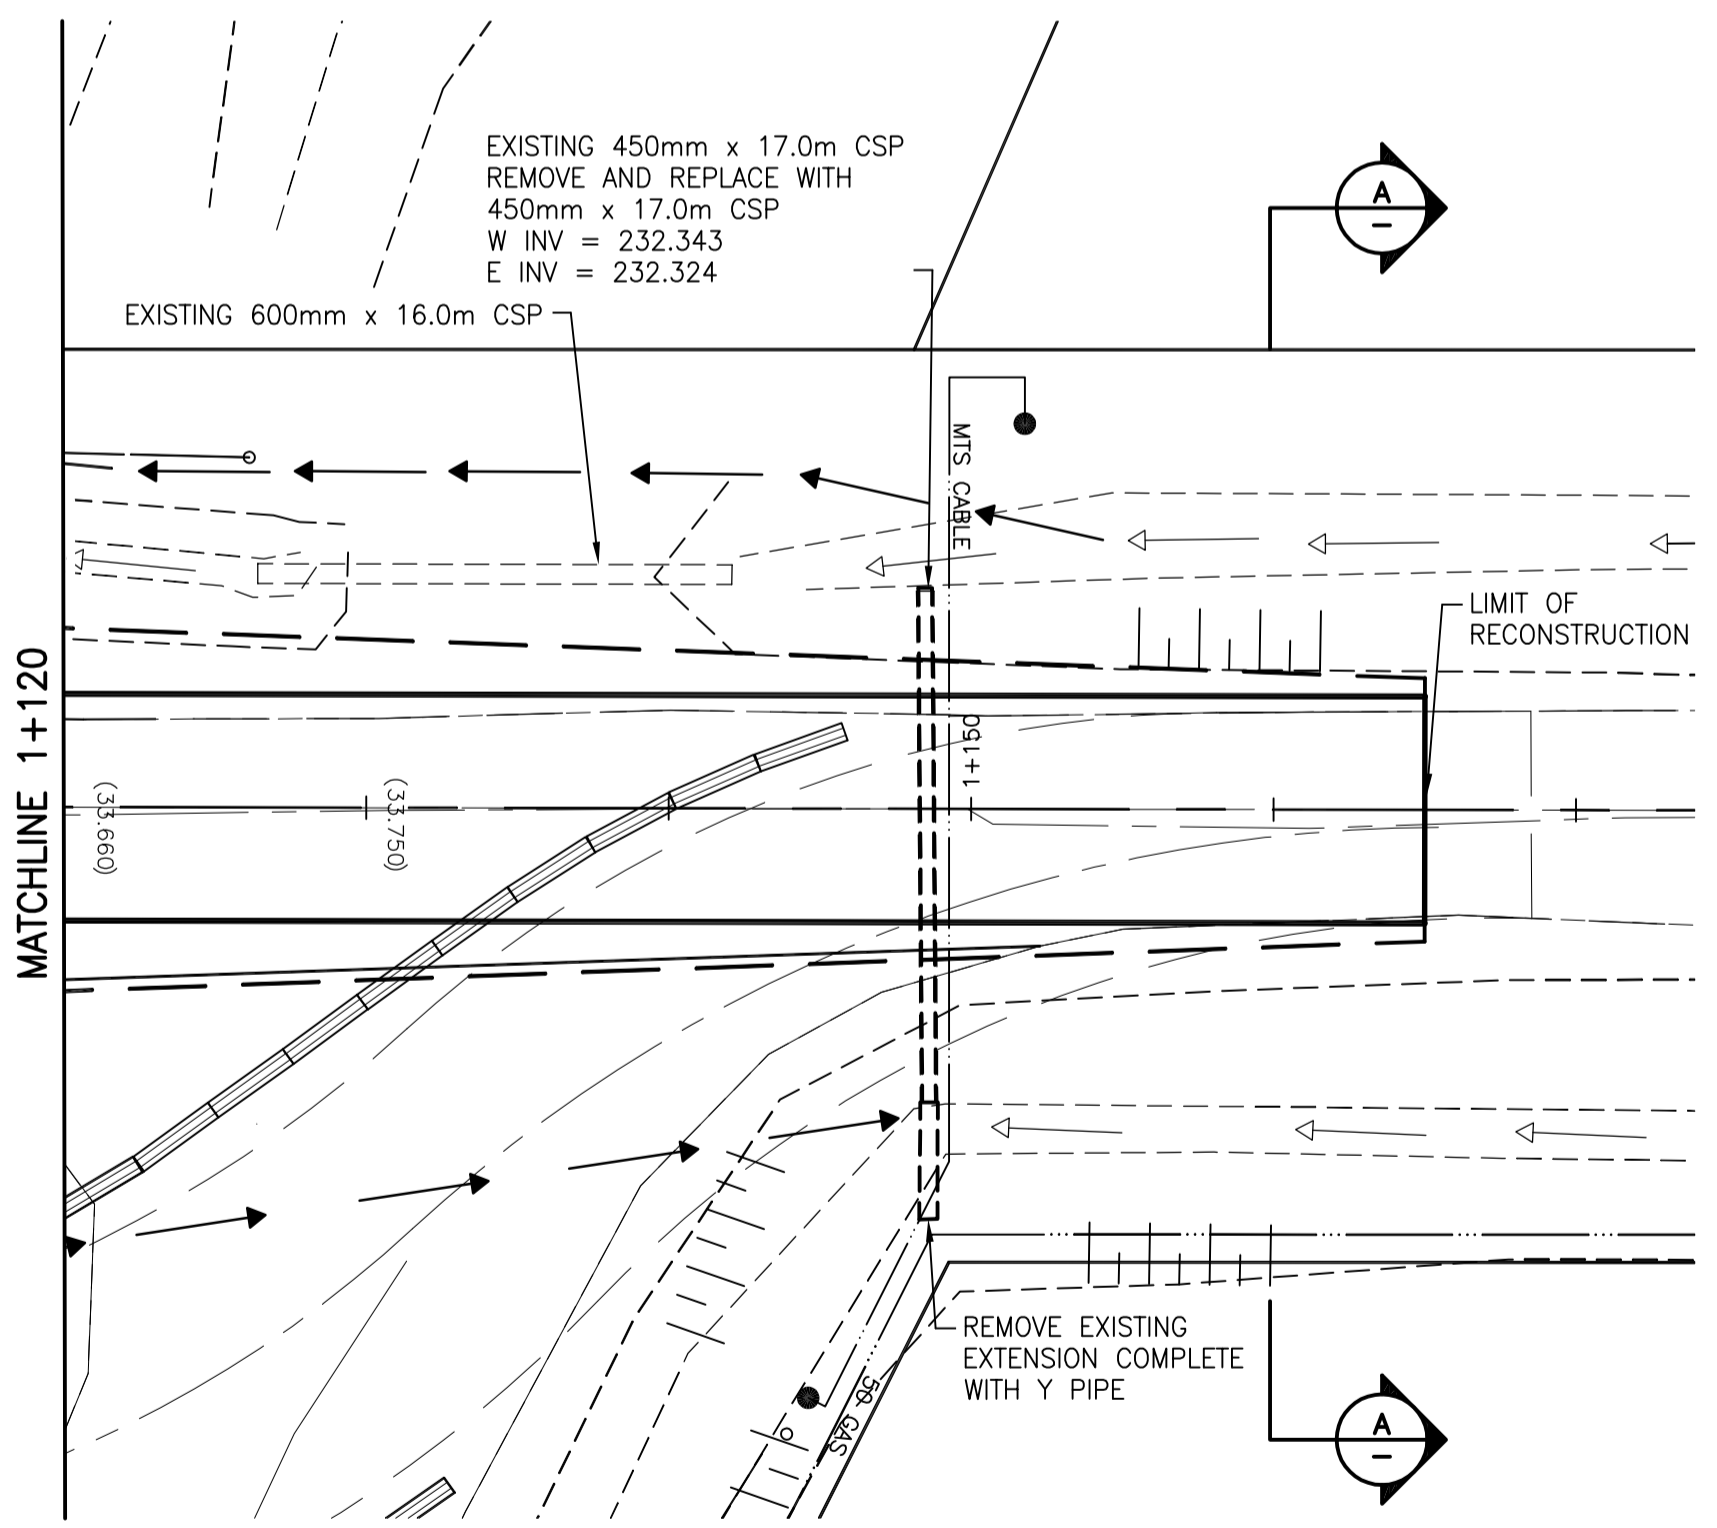 EXISTING 450mm x 17.0m CSP
REMOVE AND REPLACE WITH
450mm x 17.0m CSP
W INV = 232.343
E INV = 232.324
EXISTING 600mm x 16.0m CSP
A
MTS CABLE
LIMIT OF
RECONSTRUCTION
MATCHLINE 1+120
1+150
(33.660)
(33.750)
REMOVE EXISTING
EXTENSION COMPLETE
WITH Y PIPE
50 GAS
A